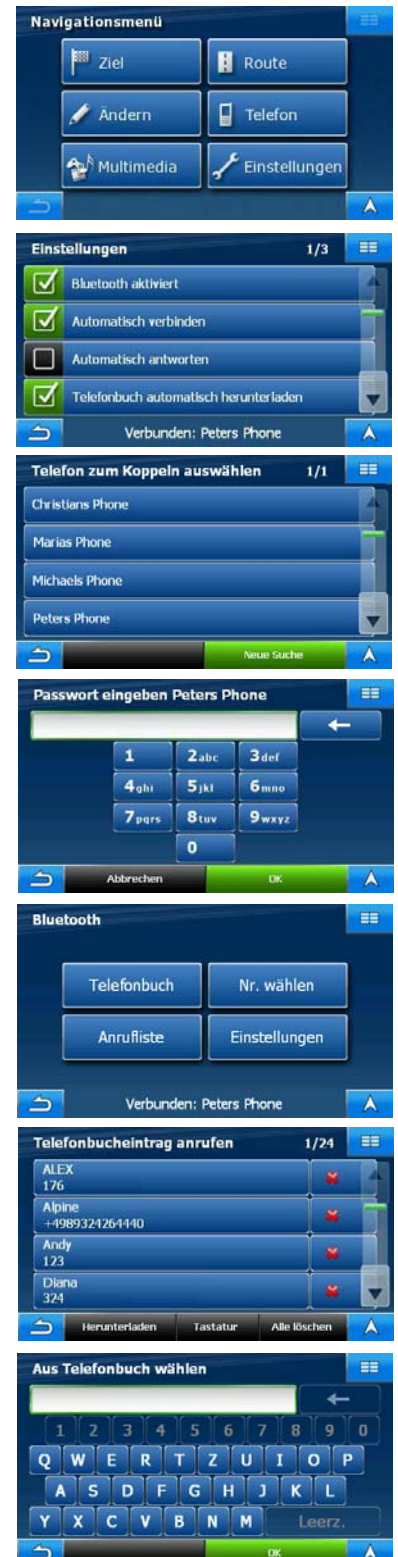 Navigationsmenü
Ziel Route
Ändern Telefon
Multimedia Einstellungen
Einstellungen 1/3
Bluetooth aktiviert
Automatisch verbinden
Automatisch antworten
Telefonbuch automatisch herunterladen
Verbunden: Peters Phone
Telefon zum Koppeln auswählen 1/1
Christians Phone
Marias Phone
Michaels Phone
Peters Phone
Neue Suche
Passwort eingeben Peters Phone
1 2abc 3def
4ghi 5jkl 6mno
7pqrs 8tuv 9wxyz
0
Abbrechen OK
Bluetooth
Telefonbuch Nr. wählen
Anrufliste Einstellungen
Verbunden: Peters Phone
Telefonbucheintrag anrufen 1/24
ALEX
176
Alpine
+4989324264440
Andy
123
Diana
324
Herunterladen Tastatur Alle löschen
Aus Telefonbuch wählen
1 2 3 4 5 6 7 8 9 0
Q W E R T Z U I O P
A S D F G H J K L
Y X C V B N M Leerz.
OK